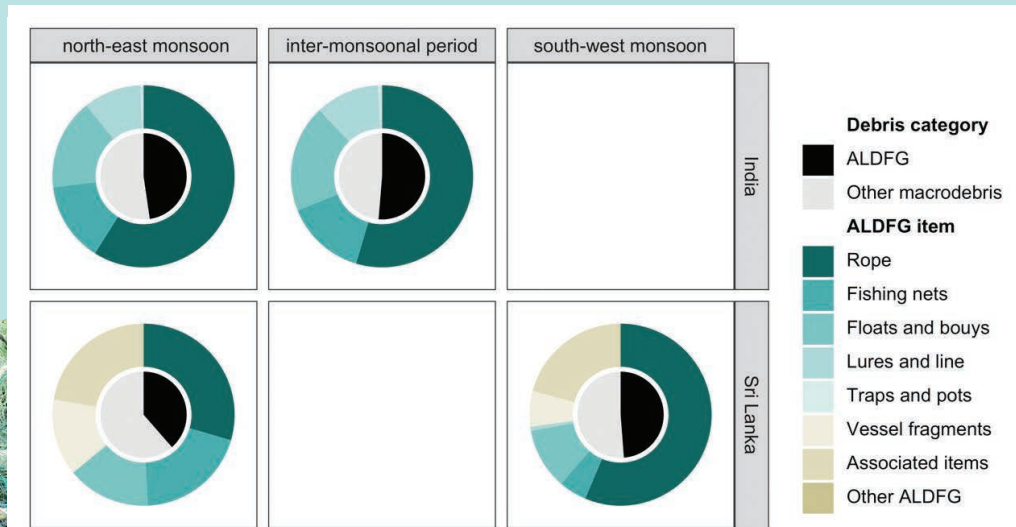 north-east monsoon
inter-monsoonal period
south-west monsoon
India
Sri Lanka
Debris category
ALDFG
Other macrodebris
ALDFG item
Rope
Fishing nets
Floats and bouys
Lures and line
Traps and pots
Vessel fragments
Associated items
Other ALDFG